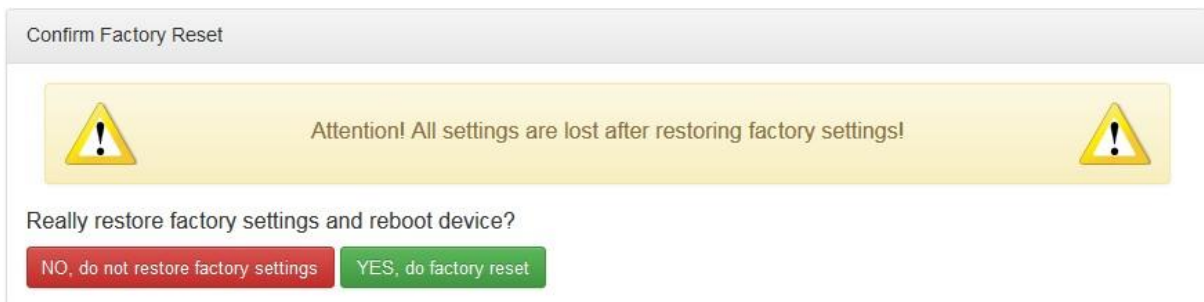 Confirm Factory Reset
Attention! All settings are lost after restoring factory settings!
Really restore factory settings and reboot device?
NO, do not restore factory settings
YES, do factory reset